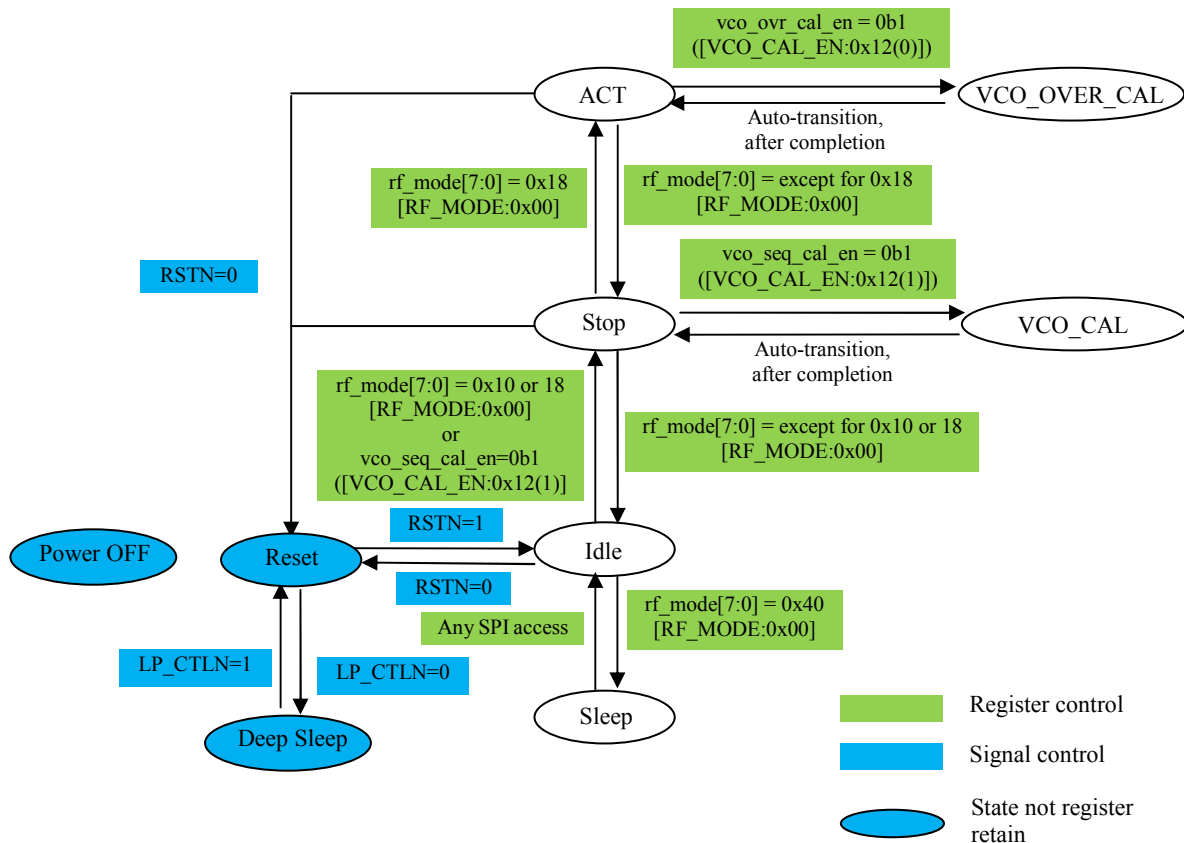 vco_ovr_cal_en = 0b1
([VCO_CAL_EN:0x12(0)])
ACT
VCO_OVER_CAL
Auto-transition,
after completion
rf_mode[7:0] = 0x18
[RF_MODE:0x00]
rf_mode[7:0] = except for 0x18
[RF_MODE:0x00]
RSTN=0
vco_seq_cal_en = 0b1
([VCO_CAL_EN:0x12(1)])
Stop
VCO_CAL
Auto-transition,
after completion
rf_mode[7:0] = 0x10 or 18
[RF_MODE:0x00]
or
vco_seq_cal_en=0b1
([VCO_CAL_EN:0x12(1)]
rf_mode[7:0] = except for 0x10 or 18
[RF_MODE:0x00]
RSTN=1
Power OFF
Reset
Idle
RSTN=0
Any SPI access
rf_mode[7:0] = 0x40
[RF_MODE:0x00]
LP_CTLN=1
LP_CTLN=0
Sleep
Deep Sleep
Register control
Signal control
State not register
retain